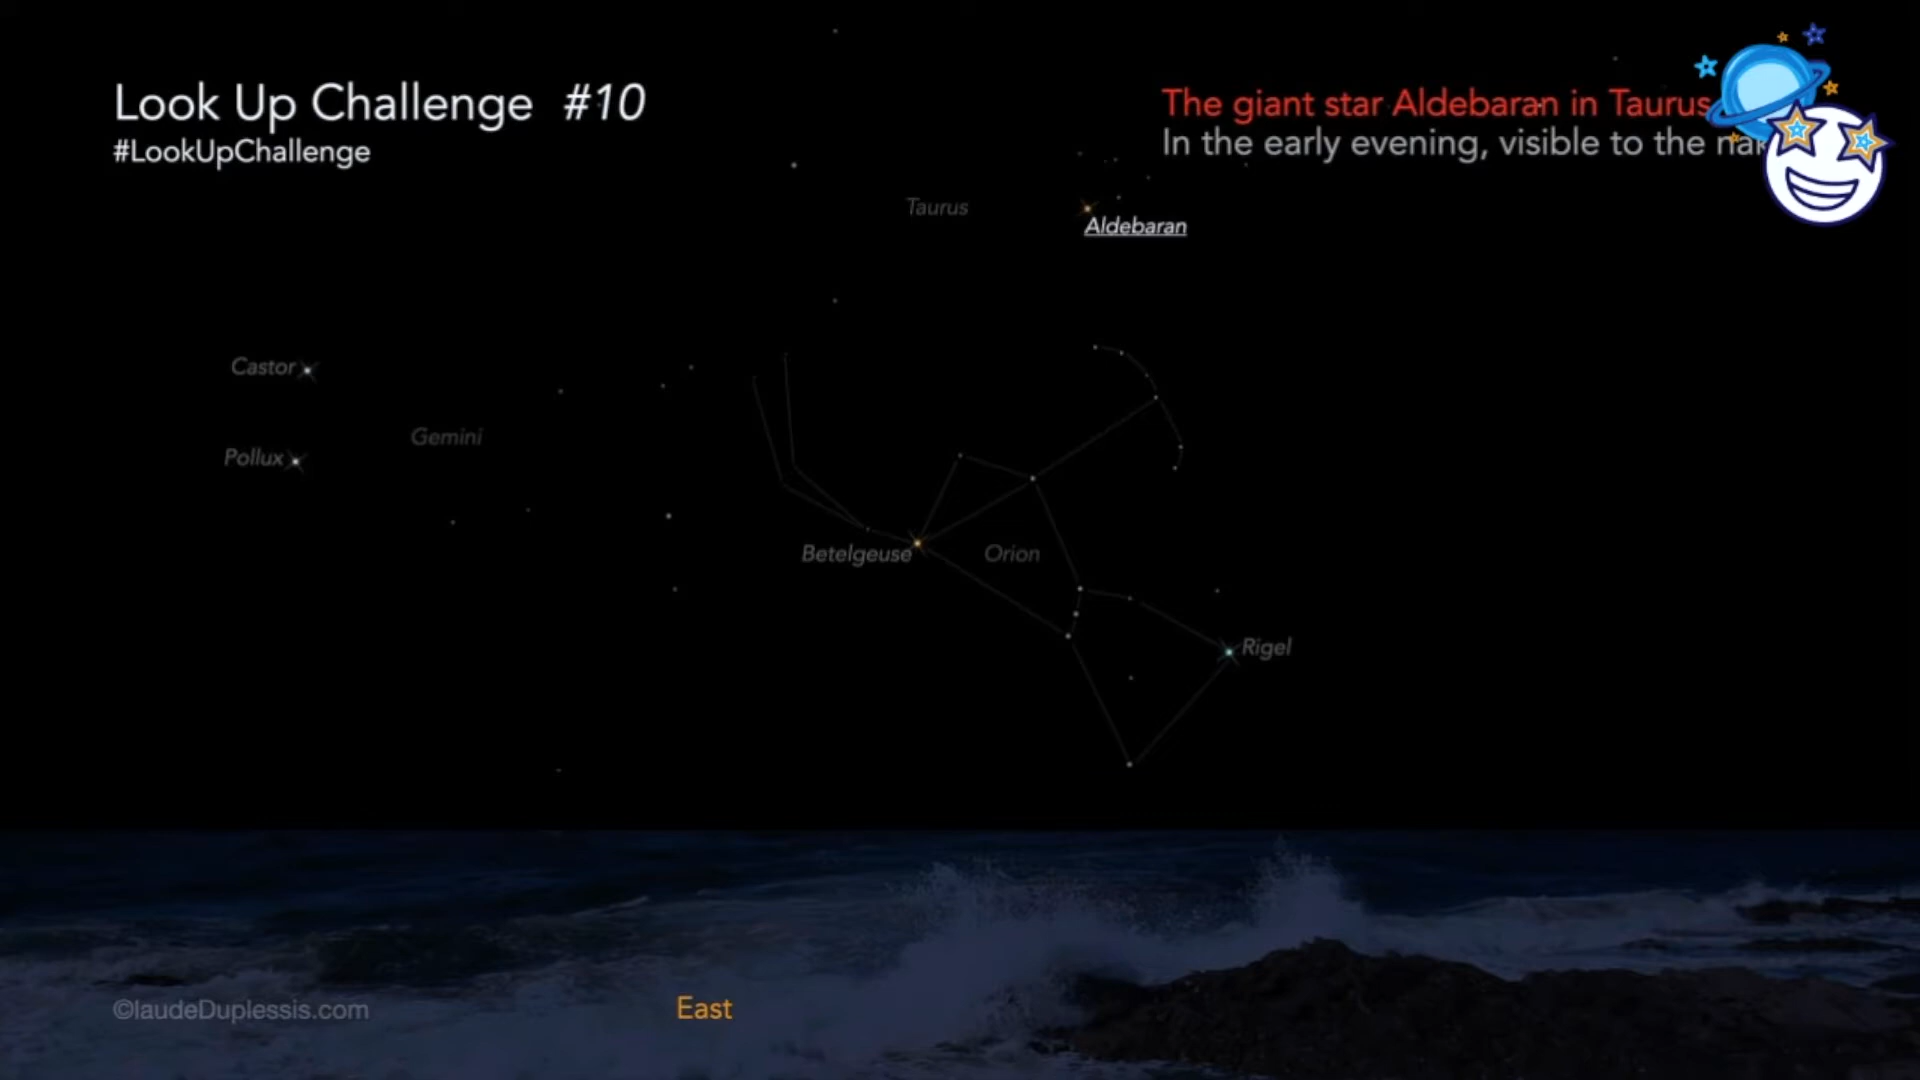 Look Up Challenge #10
#LookUpChallenge
The giant star Aldebaran in Taurus
In the early evening, visible to the
Taurus
Aldebaran
Castor
Gemini
Pollux
Betelgeuse
Orion
Rigel
©laudeDuplessis.com
East